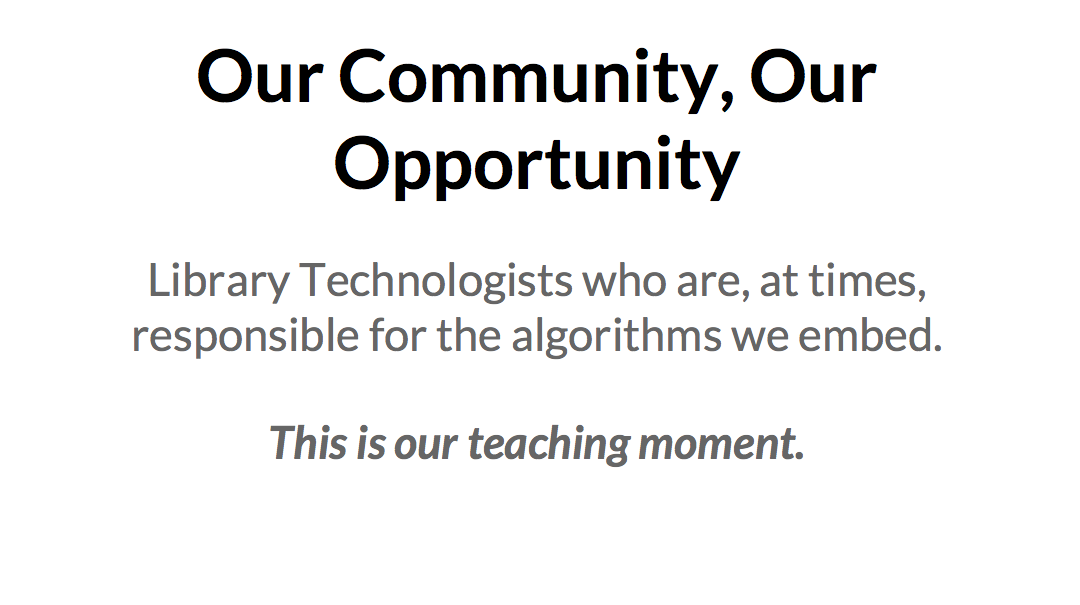 Our Community, Our
Opportunity
Library Technologists who are, at times,
responsible for the algorithms we embed.
This is our teaching moment.